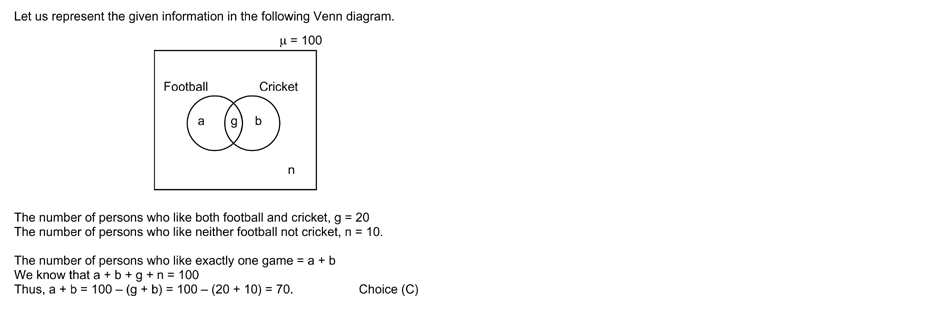 Let us represent the given information in the following Venn diagram.
μ = 100
Football Cricket
a g b
n
The number of persons who like both football and cricket, g = 20
The number of persons who like neither football not cricket, n = 10.
The number of persons who like exactly one game = a + b
We know that a + b + g + n = 100
Thus, a + b = 100 – (g + b) = 100 – (20 + 10) = 70. Choice (C)